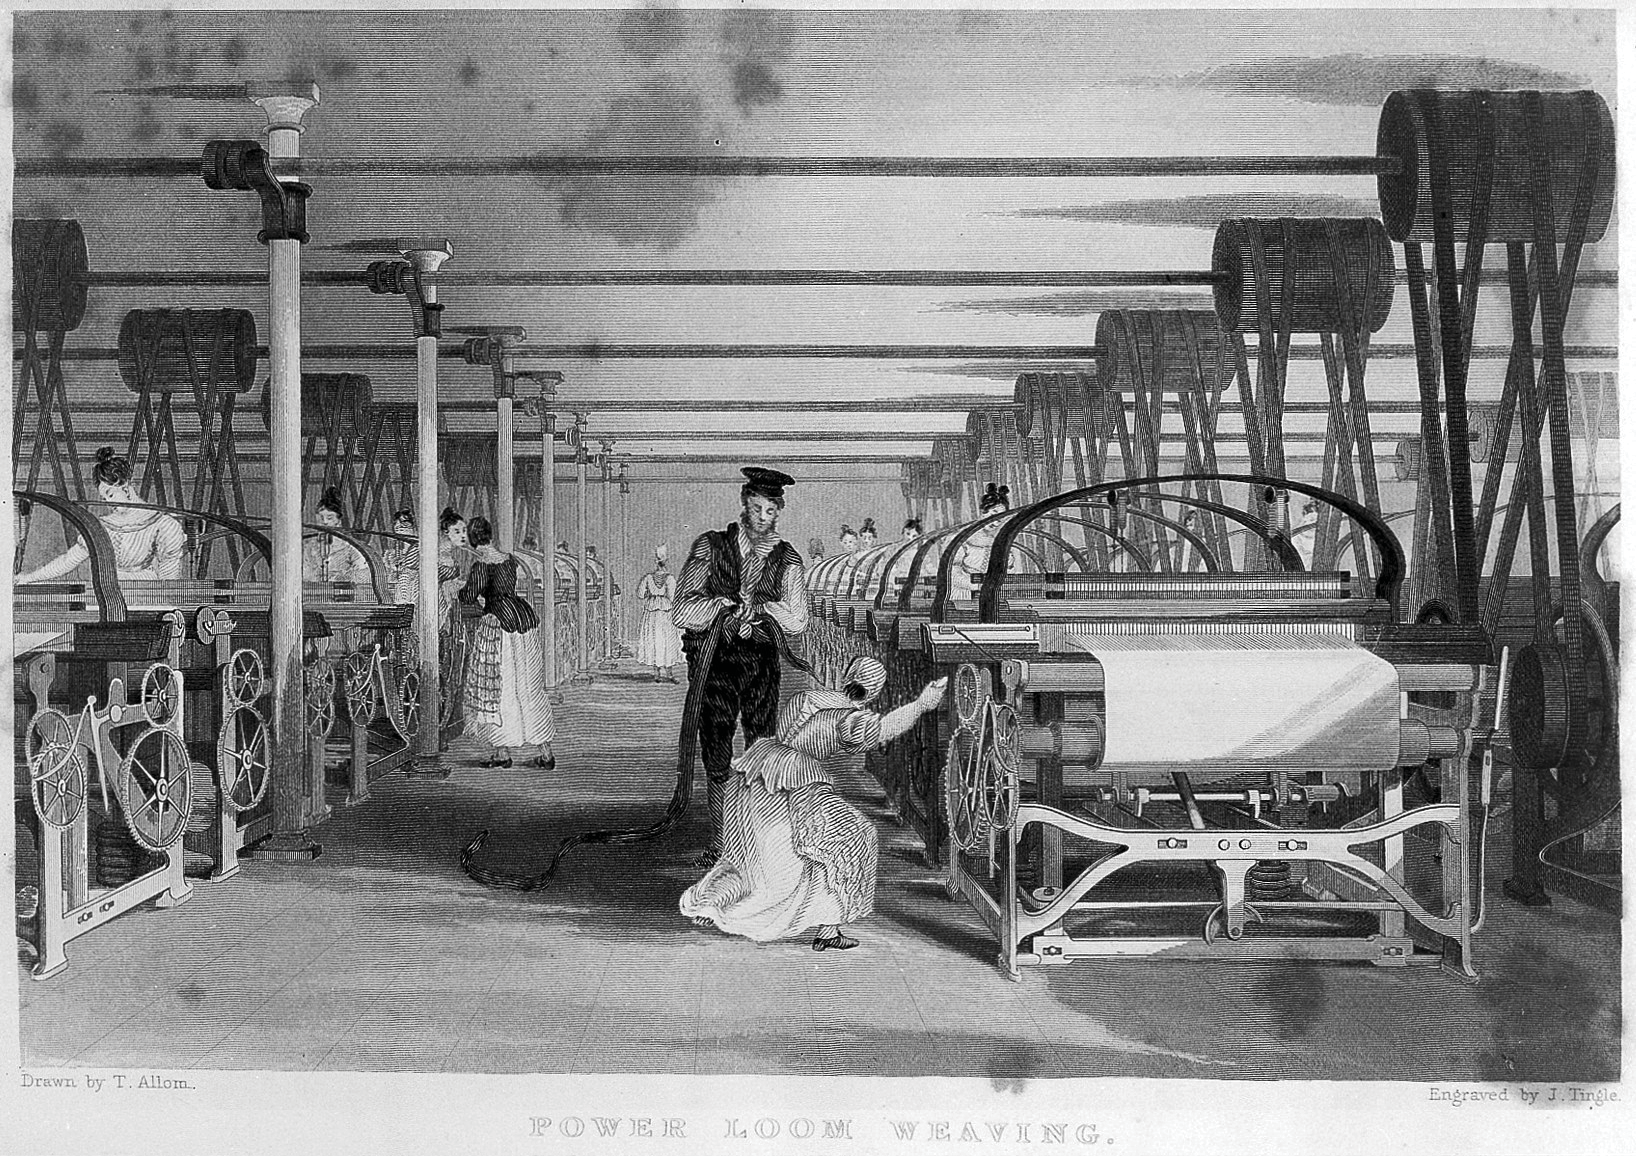 Drawn by T. Allom.
Engraved by J. Tingle.
POWER LOOM WEAVING.